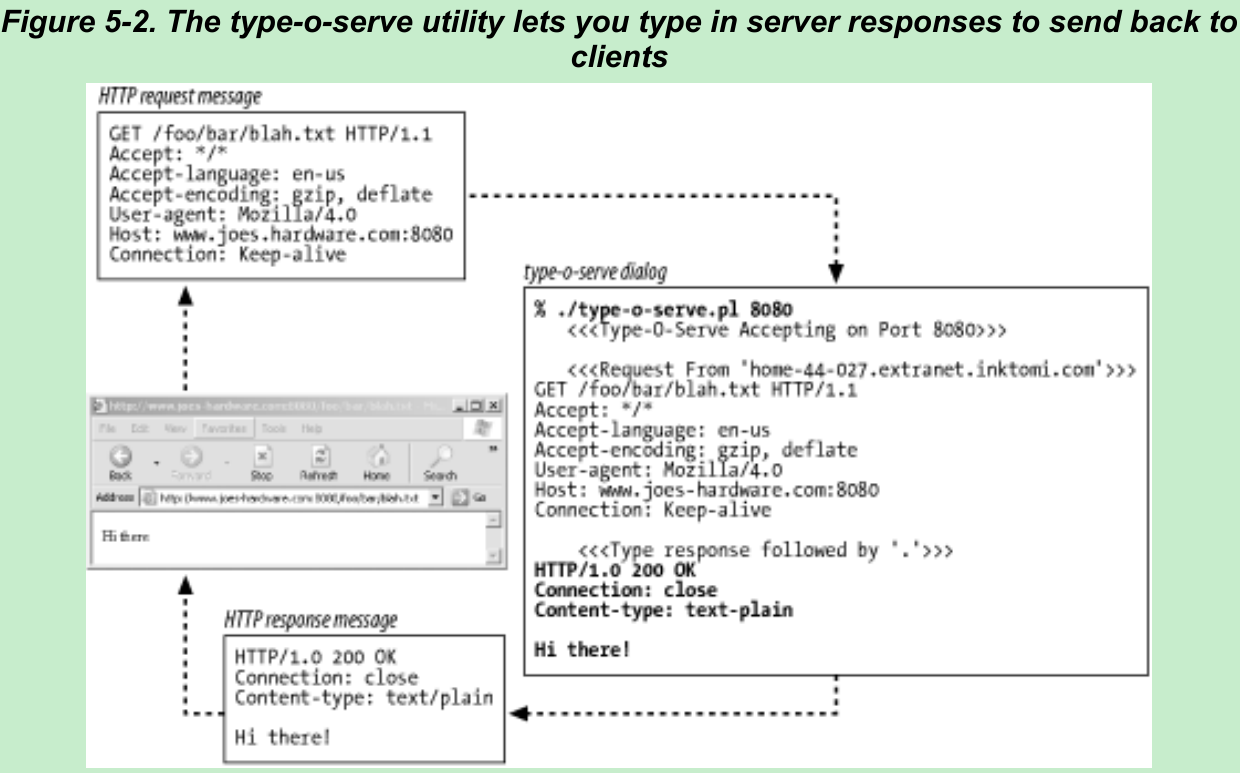 Figure 5-2. The type-o-serve utility lets you type in server responses to send back to
clients
HTTP request message
GET /foo/bar/blah.txt HTTP/1.1
Accept: */*
Accept-language: en-us
Accept-encoding: gzip, deflate
User-agent: Mozilla/4.0
Host: www.joes.hardware.com:8080
Connection: Keep-alive
type-o-serve dialog
% ./type-o-serve.pl 8080
<<<Type-O-Serve Accepting on Port 8080>>>
<<<Request From 'home-44-027.extranet.inktomi.com'>>>
GET /foo/bar/blah.txt HTTP/1.1
Accept: */*
Accept-language: en-us
Accept-encoding: gzip, deflate
User-agent: Mozilla/4.0
Host: www.joes-hardware.com:8080
Connection: Keep-alive
<<<Type response followed by '.'>>>
HTTP/1.0 200 OK
Connection: close
Content-type: text-plain
Hi there!
http://www.joes-hardware.com:8080/foo/bar/blah.txt
File Edit View Favorites Tools Help
Back Forward Stop Refresh Home Search
Address http://www.joes-hardware.com:8080/foo/bar/blah.txt Go
Hi there
HTTP response message
HTTP/1.0 200 OK
Connection: close
Content-type: text/plain
Hi there!